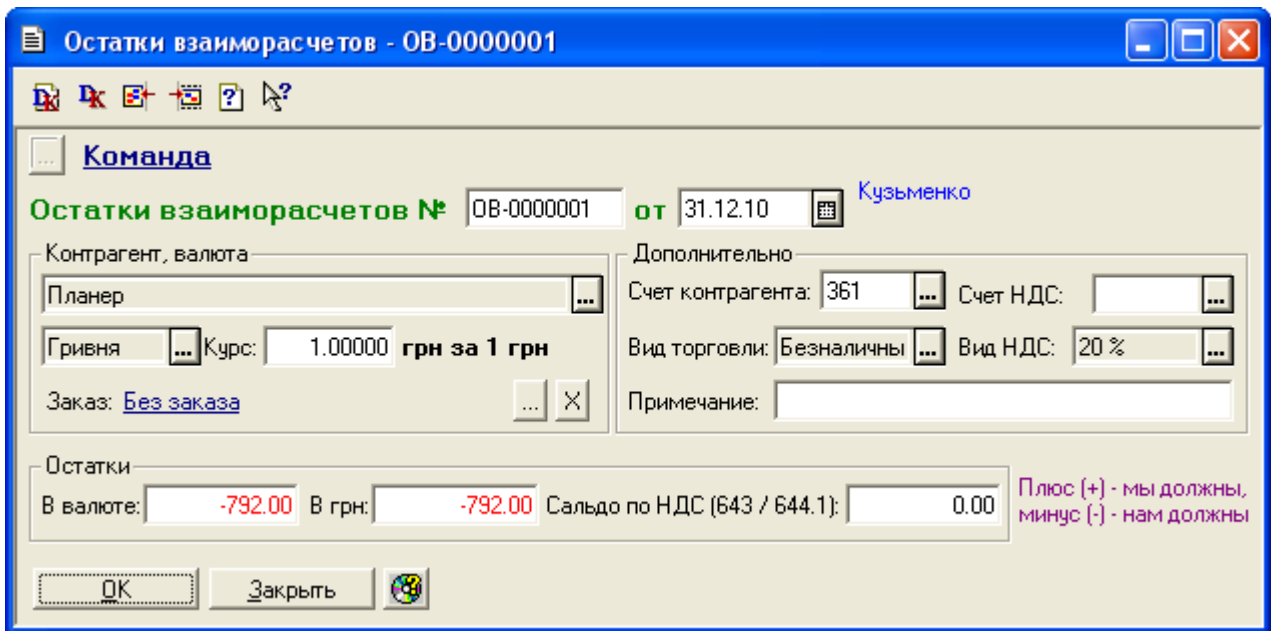 Остатки взаиморасчетов - ОВ-0000001
Команда
Остатки взаиморасчетов № ОВ-0000001 от 31.12.10 Кузьменко
Контрагент, валюта
Планер
Гривня ... Курс: 1.00000 грн за 1 грн
Заказ: Без заказа ... X
Дополнительно
Счет контрагента: 361 ... Счет НДС: ...
Вид торговли: Безналичны ... Вид НДС: 20 % ...
Примечание:
Остатки
В валюте: -792.00 В грн: -792.00 Сальдо по НДС (643 / 644.1): 0.00
Плюс (+) - мы должны,
минус (-) - нам должны
OK Закрыть